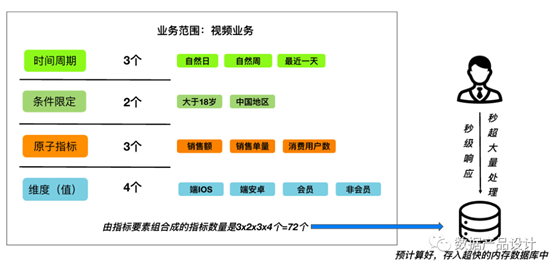 业务范围：视频业务
时间周期 3个 自然日 自然周 最近一天
条件限定 2个 大于18岁 中国地区
原子指标 3个 销售额 销售单量 消费用户数
维度（值） 4个 端IOS 端安卓 会员 非会员
由指标要素组合成的指标数量是3x2x3x4个=72个
秒级响应
秒超大量处理
数据产品设计
预计算好，存入超快的内存数据库中